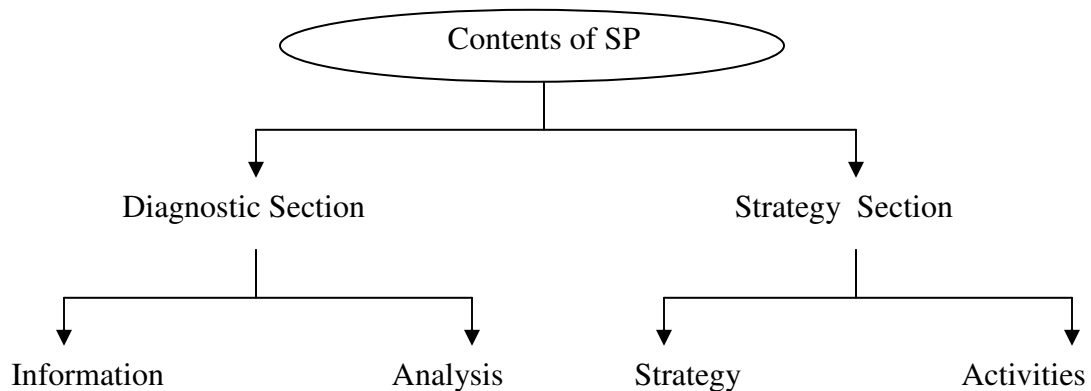 Contents of SP
Diagnostic Section
Strategy Section
Information
Analysis
Strategy
Activities